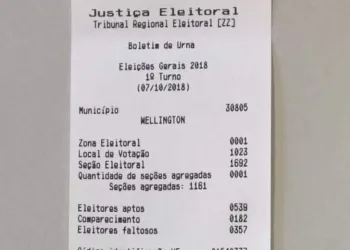 Justiça Eleitoral
Tribunal Regional Eleitoral [ZZ]
Boletim de Urna
Eleições Gerais 2018
1º Turno
(07/10/2018)
Município 30805
WELLINGTON
Zona Eleitoral 0001
Local de Votação 1023
Seção Eleitoral 1692
Quantidade de seções agregadas 0001
Seções agregadas: 1161
Eleitores aptos 0539
Comparecimento 0182
Eleitores faltosos 0357